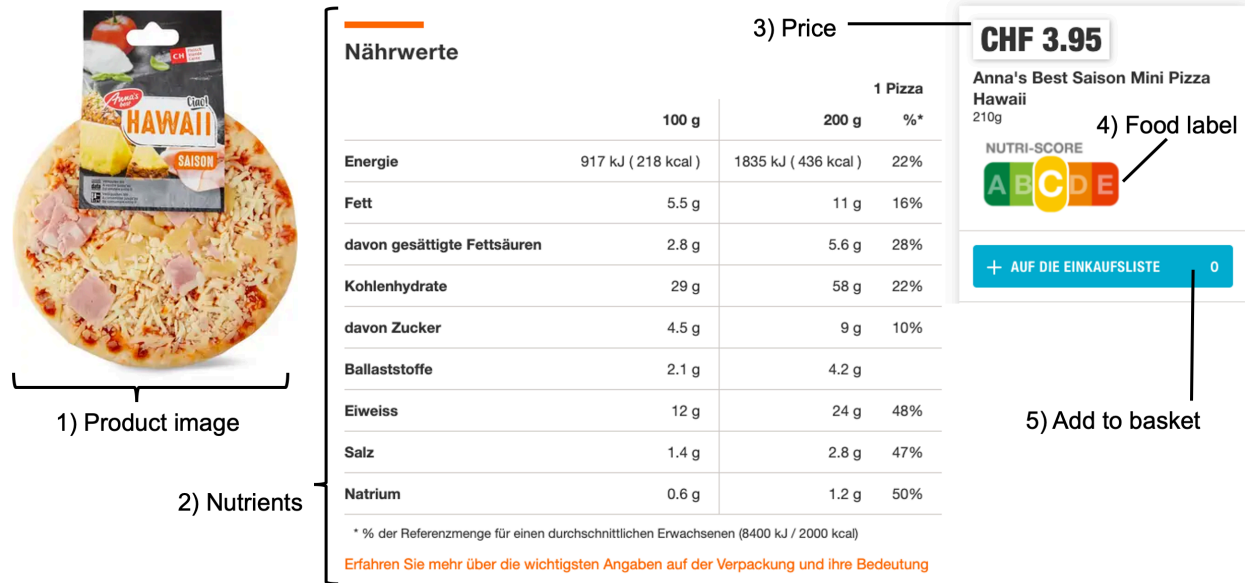 Anna's
BEST
Ciao!
HAWAII
SAISON
CH
1) Product image
2) Nutrients
Nährwerte
1 Pizza
100 g 200 g %*
Energie 917 kJ ( 218 kcal ) 1835 kJ ( 436 kcal ) 22%
Fett 5.5 g 11 g 16%
davon gesättigte Fettsäuren 2.8 g 5.6 g 28%
Kohlenhydrate 29 g 58 g 22%
davon Zucker 4.5 g 9 g 10%
Ballaststoffe 2.1 g 4.2 g
Eiweiss 12 g 24 g 48%
Salz 1.4 g 2.8 g 47%
Natrium 0.6 g 1.2 g 50%
* % der Referenzmenge für einen durchschnittlichen Erwachsenen (8400 kJ / 2000 kcal)
Erfahren Sie mehr über die wichtigsten Angaben auf der Verpackung und ihre Bedeutung
3) Price
CHF 3.95
Anna's Best Saison Mini Pizza
Hawaii
210g
4) Food label
NUTRI-SCORE
A B C D E
+ AUF DIE EINKAUFSLISTE 0
5) Add to basket